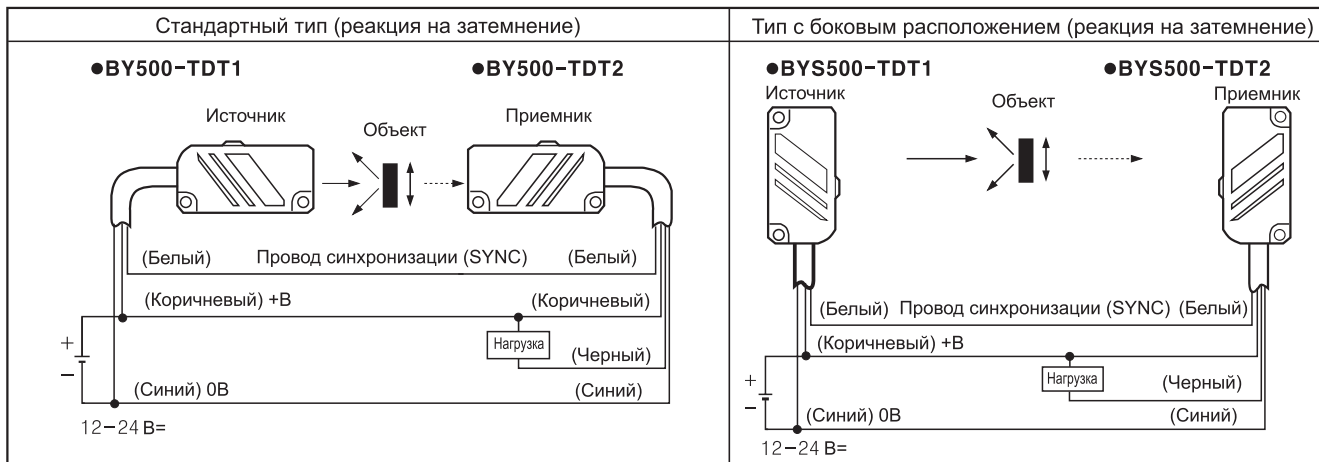 Стандартный тип (реакция на затемнение)
●BY500-TDT1
●BY500-TDT2
Источник
Объект
Приемник
(Белый)
Провод синхронизации (SYNC)
(Белый)
(Коричневый) +В
(Коричневый)
Нагрузка
(Черный)
+
−
(Синий) 0В
(Синий)
12−24 В=
Тип с боковым расположением (реакция на затемнение)
●BYS500-TDT1
●BYS500-TDT2
Источник
Объект
Приемник
(Белый)
Провод синхронизации (SYNC)
(Белый)
(Коричневый) +В
Нагрузка
(Черный)
+
−
(Синий) 0В
(Синий)
12−24 В=